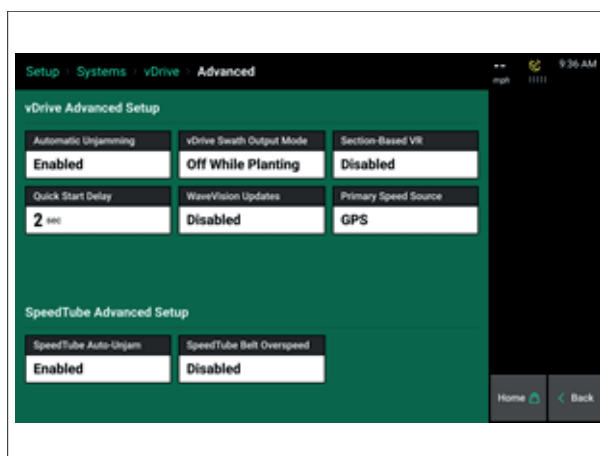 Setup Systems vDrive Advanced
-- mph
9:36 AM
vDrive Advanced Setup
Automatic Unjamming
Enabled
vDrive Swath Output Mode
Off While Planting
Section-Based VR
Disabled
Quick Start Delay
2 sec
WaveVision Updates
Disabled
Primary Speed Source
GPS
SpeedTube Advanced Setup
SpeedTube Auto-Unjam
Enabled
SpeedTube Belt Overspeed
Disabled
Home
< Back